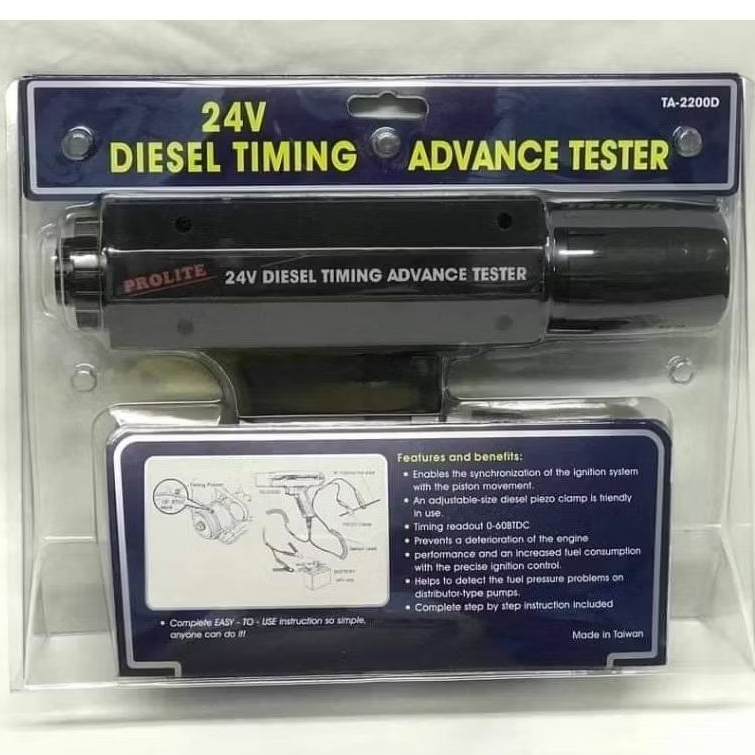 TA-2200D
24V
DIESEL TIMING ADVANCE TESTER
PROLITE 24V DIESEL TIMING ADVANCE TESTER
Features and benefits:
• Enables the synchronization of the ignition system
with the piston movement.
• An adjustable-size diesel piezo clamp is friendly
in use.
• Timing readout 0-60BTDC
• Prevents a deterioration of the engine
• performance and an increased fuel consumption
with the precise ignition control.
• Helps to detect the fuel pressure problems on
distributor-type pumps.
• Complete step by step instruction included
Timing Pointer
BATTERY
• Complete EASY - TO - USE instruction so simple,
anyone can do it!
Made in Taiwan